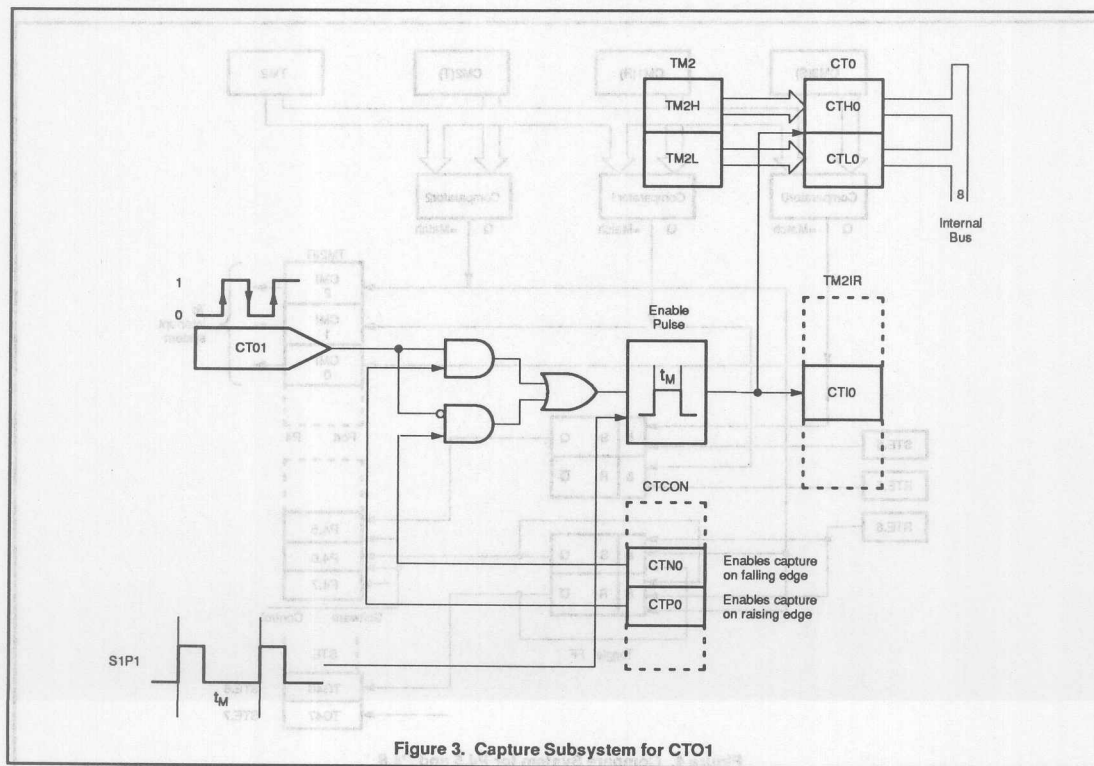 TM2
CT0
TM2H
CTH0
TM2L
CTL0
8
Internal
Bus
TM2IR
1
0
CT01
Enable
Pulse
tM
CTI0
CTCON
CTN0
Enables capture
on falling edge
CTP0
Enables capture
on raising edge
S1P1
tM
Figure 3. Capture Subsystem for CTO1